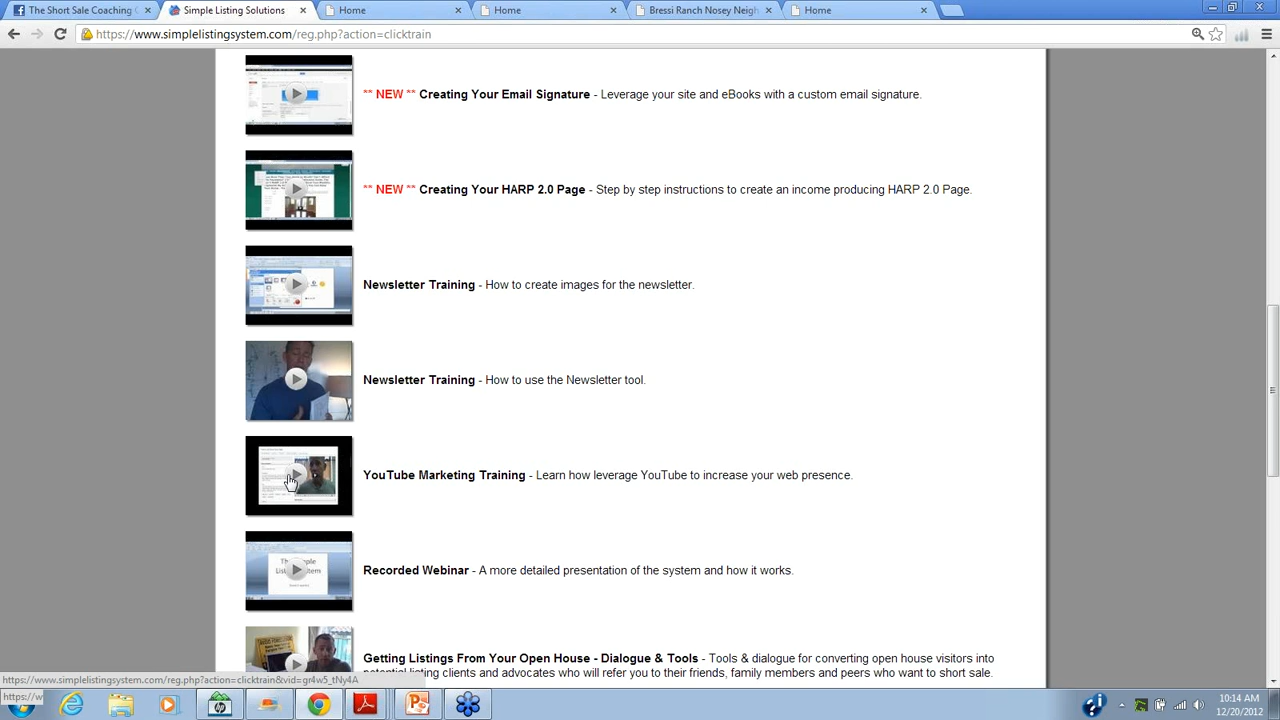 The Short Sale Coaching
Simple Listing Solutions
Home
Home
Bressi Ranch Nosey Neigh
Home
https://www.simplelistingsystem.com/reg.php?action=clicktrain
** NEW ** Creating Your Email Signature - Leverage your sites and books with a custom email signature.
** NEW ** Creating Your HARP 2.0 Page - Step by step instructions to create an income producing HARP 2.0 Page.
Newsletter Training - How to create images for the newsletter.
Newsletter Training - How to use the Newsletter tool.
YouTube Marketing Training - Learn how leverage YouTube to increase your web presence.
Recorded Webinar - A more detailed presentation of the system and how it works.
Getting Listings From Your Open House - Dialogue & Tools - Tools & dialogue for converting open house visitors into
potential listing clients and advocates who will refer you to their friends, family members and peers who want to short sale.
https://www.simplelistingsystem.com/reg.php?action=clicktrain&vid=gr4w5_tNy4A
https://w
10:14 AM
12/20/2012